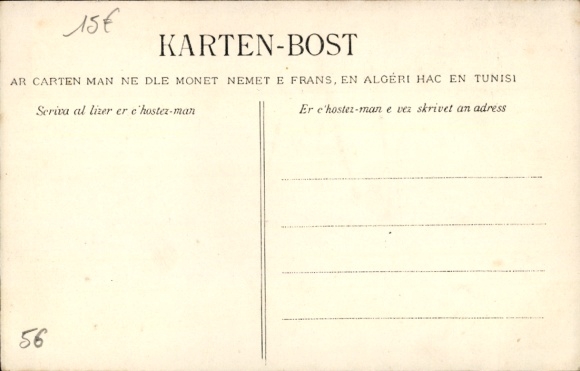 15€
KARTEN-BOST
AR CARTEN MAN NE DLE MONET NEMET E FRANS, EN ALGÉRI HAC EN TUNISI
Scriva al lizer er c'hostez-man
Er c'hostez-man e vez skrivet an adress
56